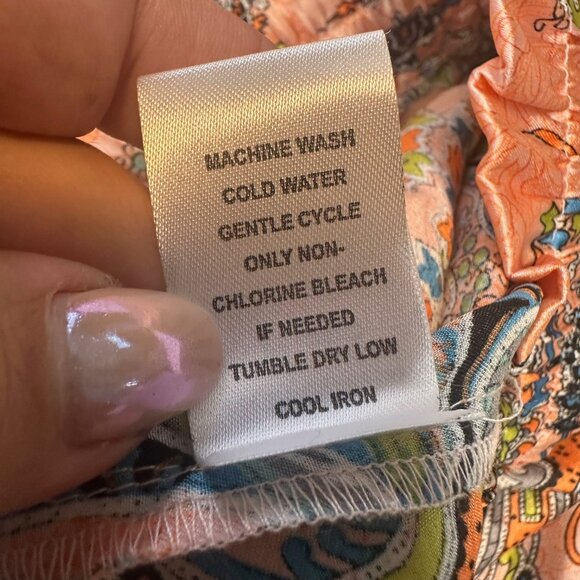 MACHINE WASH
COLD WATER
GENTLE CYCLE
ONLY NON-
CHLORINE BLEACH
IF NEEDED
TUMBLE DRY LOW
COOL IRON